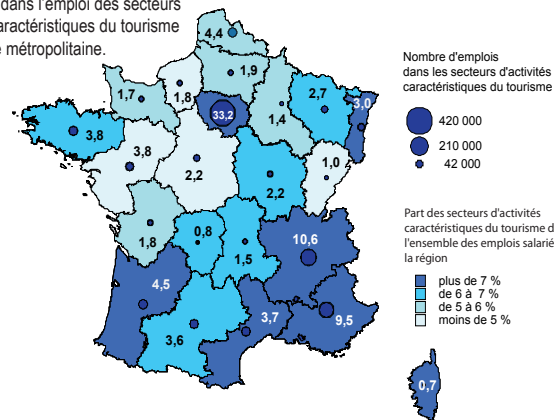 dans l'emploi des secteurs
aractéristiques du tourisme
e métropolitaine.
4,4
1,9
1,7
1,8
33,2
1,4
2,7
3,0
3,8
3,8
2,2
2,2
1,0
1,8
0,8
1,5
10,6
4,5
3,6
3,7
9,5
0,7
Nombre d'emplois
dans les secteurs d'activités
caractéristiques du tourisme
420 000
210 000
42 000
Part des secteurs d'activités
caractéristiques du tourisme d
l'ensemble des emplois salarié
la région
plus de 7 %
de 6 à 7 %
de 5 à 6 %
moins de 5 %